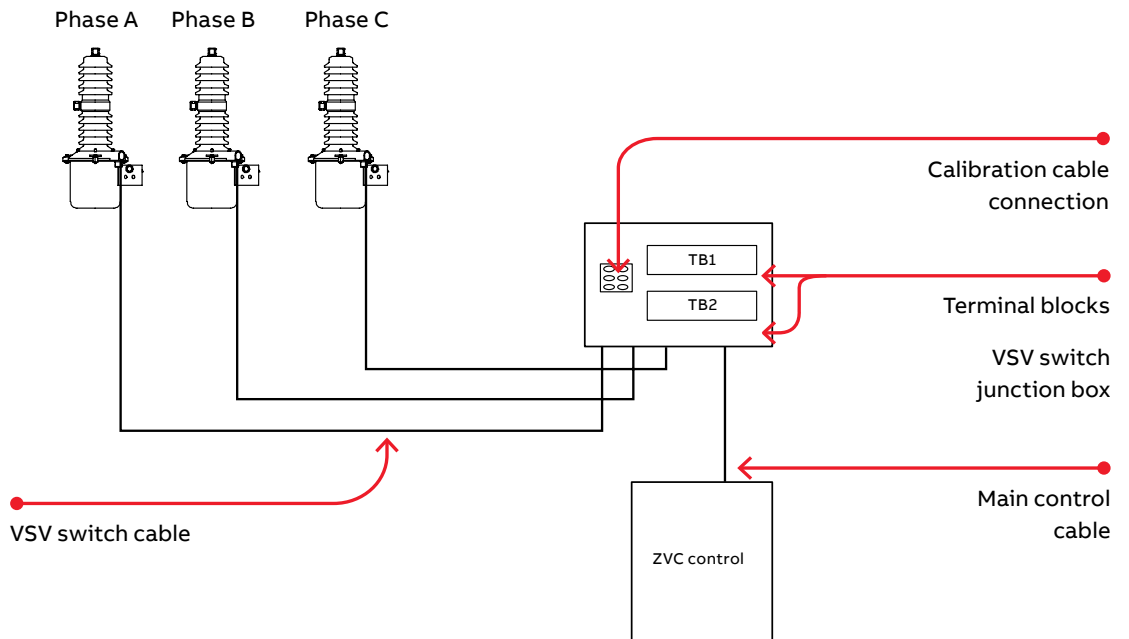 Phase A Phase B Phase C
Calibration cable
connection
TB1
TB2
Terminal blocks
VSV switch
junction box
Main control
cable
VSV switch cable
ZVC control